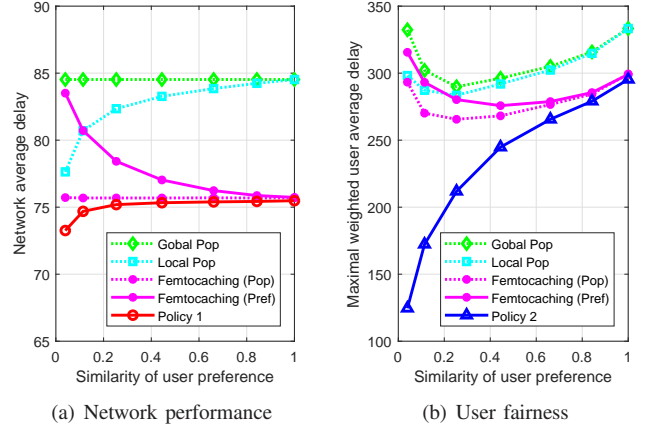 Network average delay
90
85
80
75
70
65
Gobal Pop
Local Pop
Femtocaching (Pop)
Femtocaching (Pref)
Policy 1
0 0.2 0.4 0.6 0.8 1
Similarity of user preference
(a) Network performance
Maximal weighted user average delay
350
300
250
200
150
100
Gobal Pop
Local Pop
Femtocaching (Pop)
Femtocaching (Pref)
Policy 2
0 0.2 0.4 0.6 0.8 1
Similarity of user preference
(b) User fairness